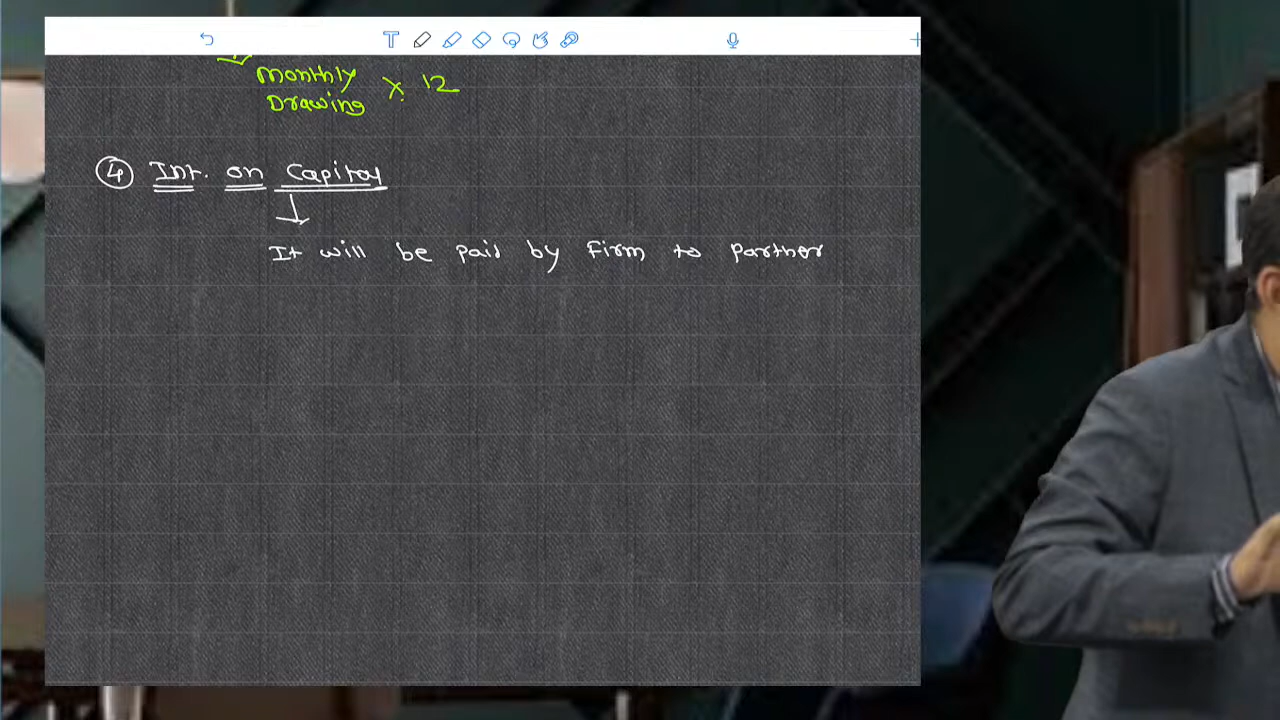 Monthly
Drawing × 12
④ Int. on Capital
It will be paid by Firm to partner